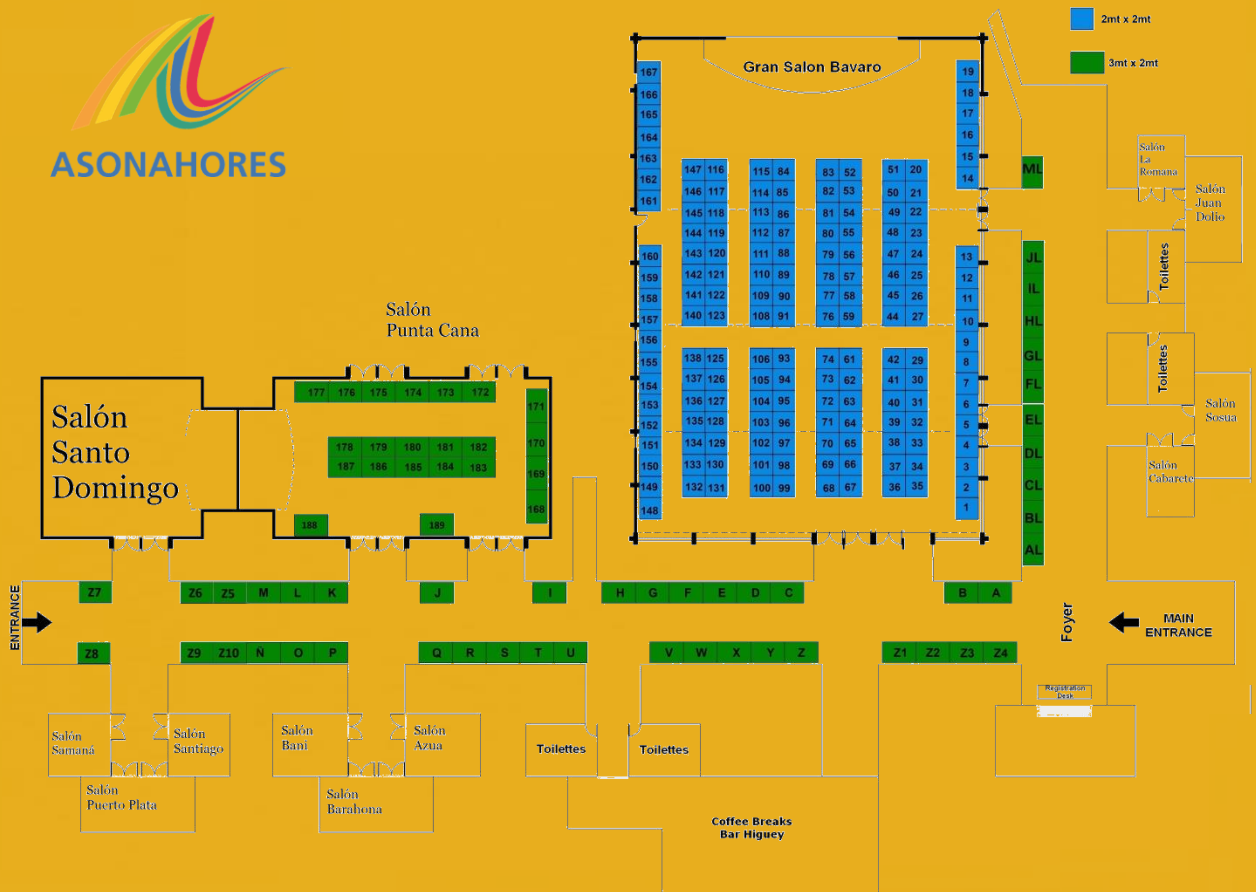 ASONAHORES
2mt x 2mt
3mt x 2mt
Gran Salon Bavaro
167
166
165
164
163
162
161
160
159
158
157
156
155
154
153
152
151
150
149
148
147 116
146 117
145 118
144 119
143 120
142 121
141 122
140 123
138 125
137 126
136 127
135 128
134 129
133 130
132 131
115 84
114 85
113 86
112 87
111 88
110 89
109 90
108 91
106 93
105 94
104 95
103 96
102 97
101 98
100 99
83 52
82 53
81 54
80 55
79 56
78 57
77 58
76 59
74 61
73 62
72 63
71 64
70 65
69 66
68 67
51 20
50 21
49 22
48 23
47 24
46 25
45 26
44 27
42 29
41 30
40 31
39 32
38 33
37 34
36 35
19
18
17
16
15
14
13
12
11
10
9
8
7
6
5
4
3
2
1
ML
JL
IL
HL
GL
FL
EL
DL
CL
BL
AL
Salón
La
Romana
Salón
Juan
Dolio
Toilettes
Toilettes
Salón
Sosua
Salón
Cabarete
Salón
Punta Cana
Salón
Santo
Domingo
177 176 175 174 173 172
171
170
169
168
178 179 180 181 182
187 186 185 184 183
188
189
ENTRANCE
Z7
Z6 Z5 M L K
J
I
H G F E D C
B A
Z8
Z9 Z10 Ñ O P
Q R S T U
V W X Y Z
Z1 Z2 Z3 Z4
Foyer
MAIN
ENTRANCE
Registration
Desk
Salón
Samaná
Salón
Santiago
Salón
Puerto Plata
Salón
Bani
Salón
Azua
Salón
Barahona
Toilettes
Toilettes
Coffee Breaks
Bar Higuey